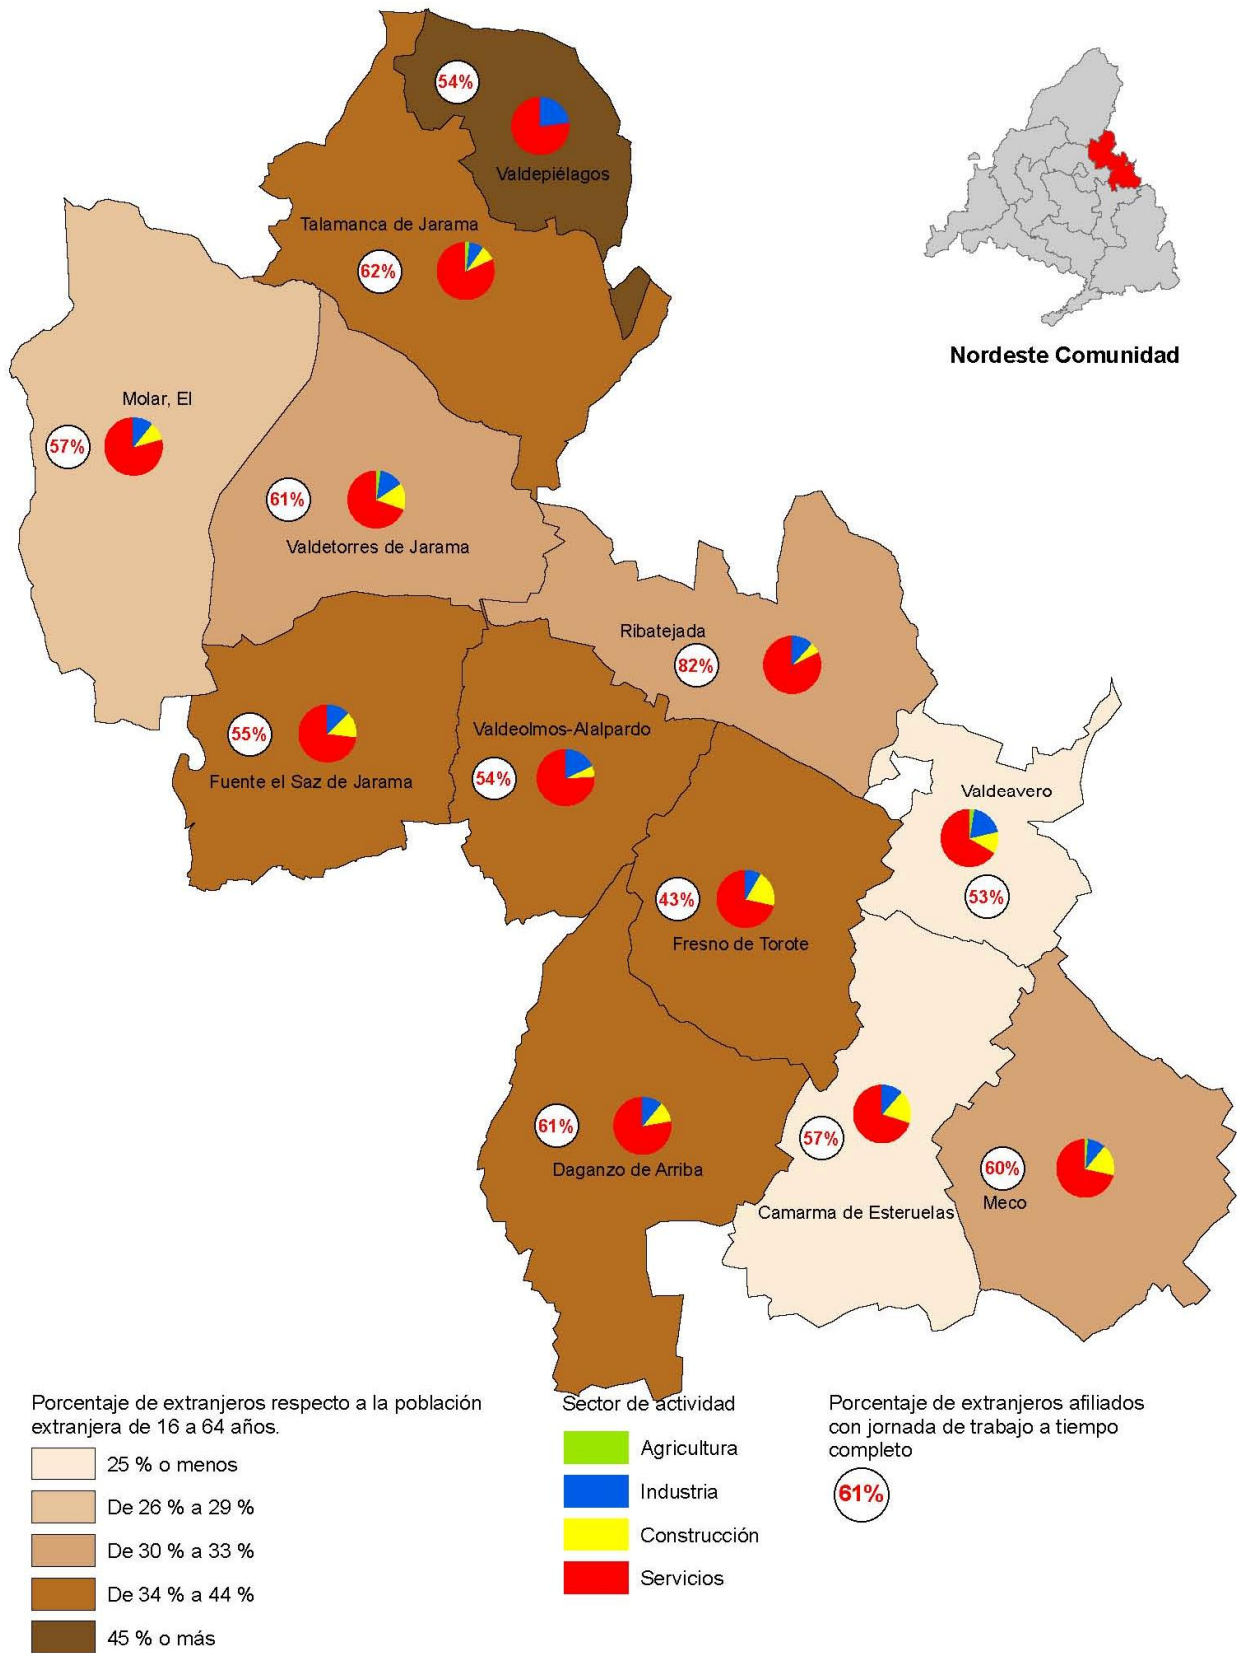 54%
Valdepiélagos
Talamanca de Jarama
62%
Nordeste Comunidad
Molar, El
57%
61%
Valdetorres de Jarama
Ribatejada
82%
55%
Fuente el Saz de Jarama
Valdeolmos-Alalpardo
54%
Valdeavero
53%
43%
Fresno de Torote
61%
Daganzo de Arriba
57%
Camarma de Esteruelas
60%
Meco
Porcentaje de extranjeros respecto a la población
extranjera de 16 a 64 años.
25 % o menos
De 26 % a 29 %
De 30 % a 33 %
De 34 % a 44 %
45 % o más
Sector de actividad
Agricultura
Industria
Construcción
Servicios
Porcentaje de extranjeros afiliados
con jornada de trabajo a tiempo
completo
61%